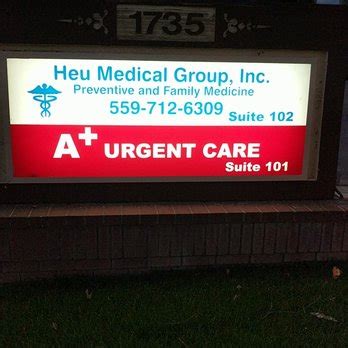 1735
Heu Medical Group, Inc.
Preventive and Family Medicine
559-712-6309 Suite 102
A+ URGENT CARE
Suite 101